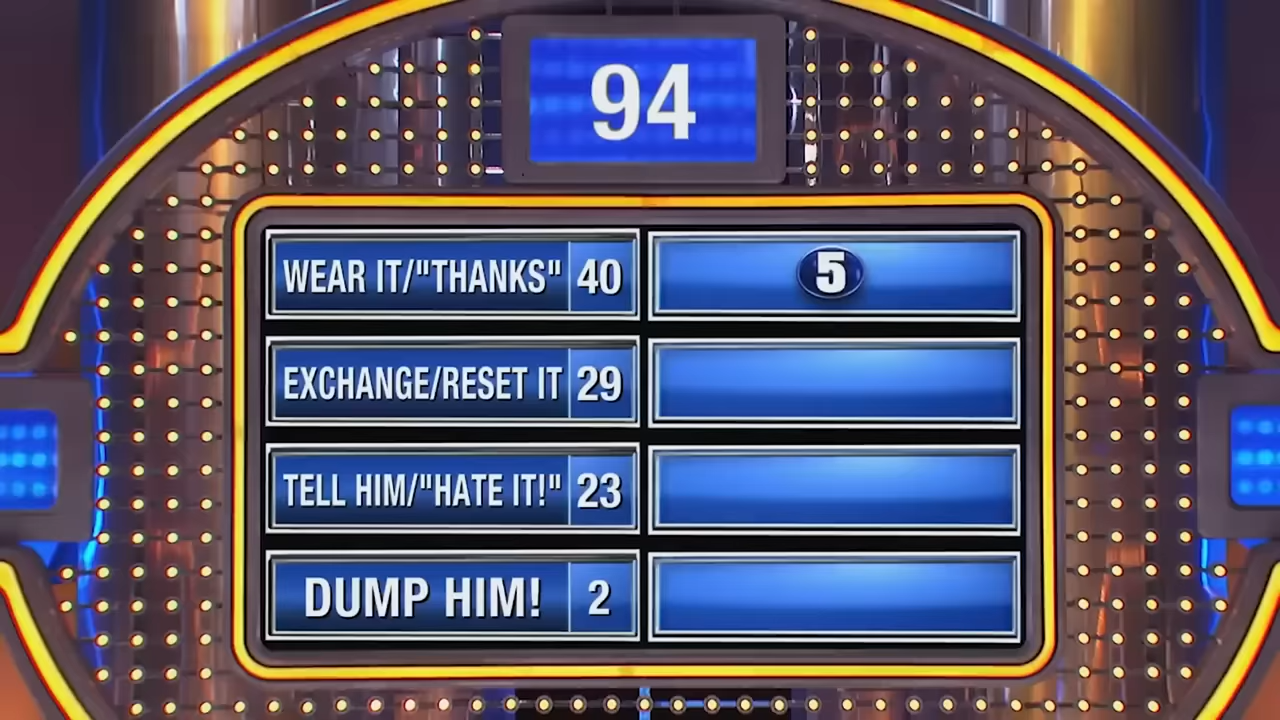 94
WEAR IT/"THANKS" 40
5
EXCHANGE/RESET IT 29
TELL HIM/"HATE IT!" 23
DUMP HIM! 2